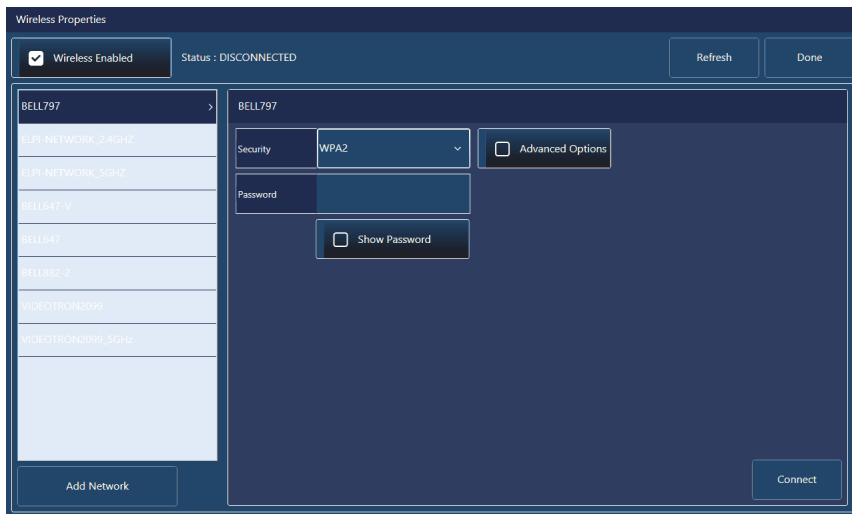 Wireless Properties
Wireless Enabled
Status : DISCONNECTED
Refresh
Done
BELL797
ELPI-NETWORK_2.4GHZ
ELPI-NETWORK_5GHZ
BELL647-V
BELL647
BELL882-2
VIDEOTRON2099
VIDEOTRON2099_5GHz
Add Network
BELL797
Security
WPA2
Advanced Options
Password
Show Password
Connect